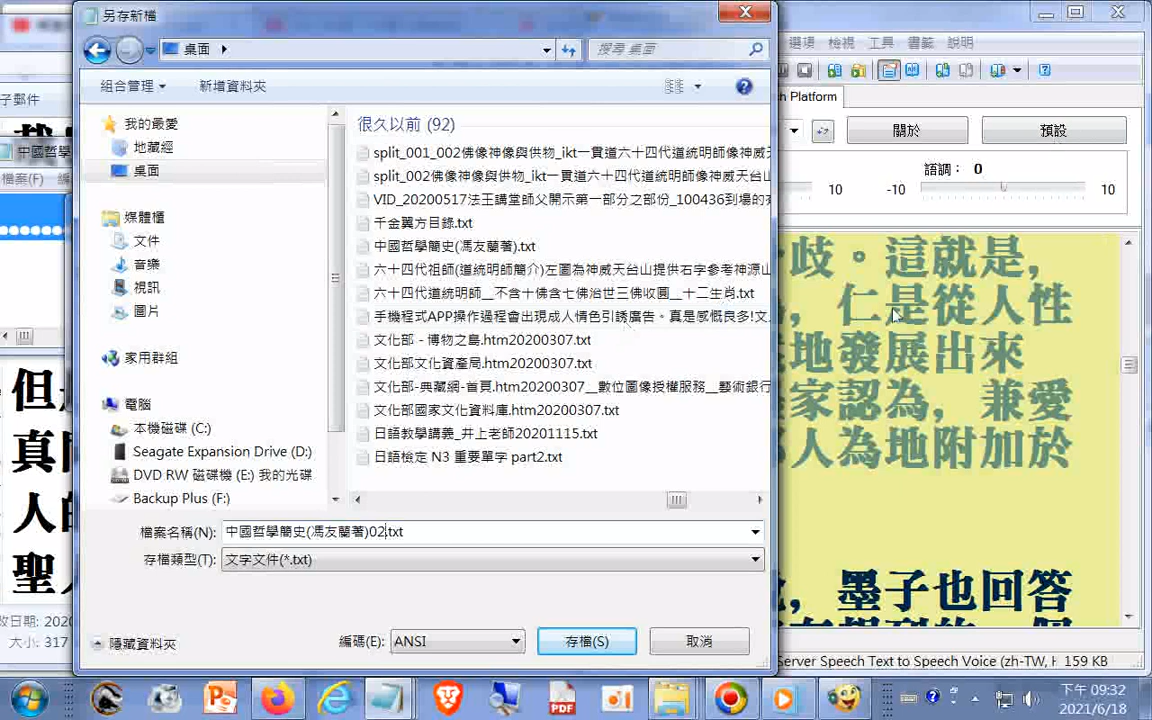 另存新檔
桌面
搜尋 桌面
組合管理
新增資料夾
我的最愛
地藏經
桌面
媒體櫃
文件
音樂
視訊
圖片
家用群組
電腦
本機磁碟 (C:)
Seagate Expansion Drive (D:)
DVD RW 磁碟機 (E:) 我的光碟
Backup Plus (F:)
很久以前 (92)
split_001_002佛像神像與供物_ikt一貫道六十四代道統明師像神威天
split_002佛像神像與供物_ikt一貫道六十四代道統明師像神威天台山
VID_20200517法王講堂師父開示第一部分之部份_100436到場的
千金翼方目錄.txt
中國哲學簡史(馮友蘭著).txt
六十四代祖師(道統明師簡介)左圖為神威天台山提供右字參考神源山
六十四代道統明師__不含十佛含七佛治世三佛收圓__十二生肖.txt
手機程式APP操作過程會出現成人情色引誘廣告。真是感慨良多!文
文化部 - 博物之島.htm20200307.txt
文化部文化資產局.htm20200307.txt
文化部-典藏網-首頁.htm20200307__數位圖像授權服務__藝術銀行
文化部國家文化資料庫.htm20200307.txt
日語教學講義_井上老師20201115.txt
日語檢定 N3 重要單字 part2.txt
檔案名稱(N): 中國哲學簡史(馮友蘭著)02.txt
存檔類型(T): 文字文件(*.txt)
隱藏資料夾
編碼(E): ANSI
存檔(S)
取消
子郵件
中國哲學
檔案(F) 編
真
人
聖
改日期: 2020
大小: 317
選項 檢視 工具 書籤 說明
h Platform
關於
預設
10
-10
語調: 0
10
歧。這就是,
,仁是從人性
地發展出來
家認為,兼愛
人為地附加於
,墨子也回答
Server Speech Text to Speech Voice (zh-TW, H
159 KB
下午 09:32
2021/6/18